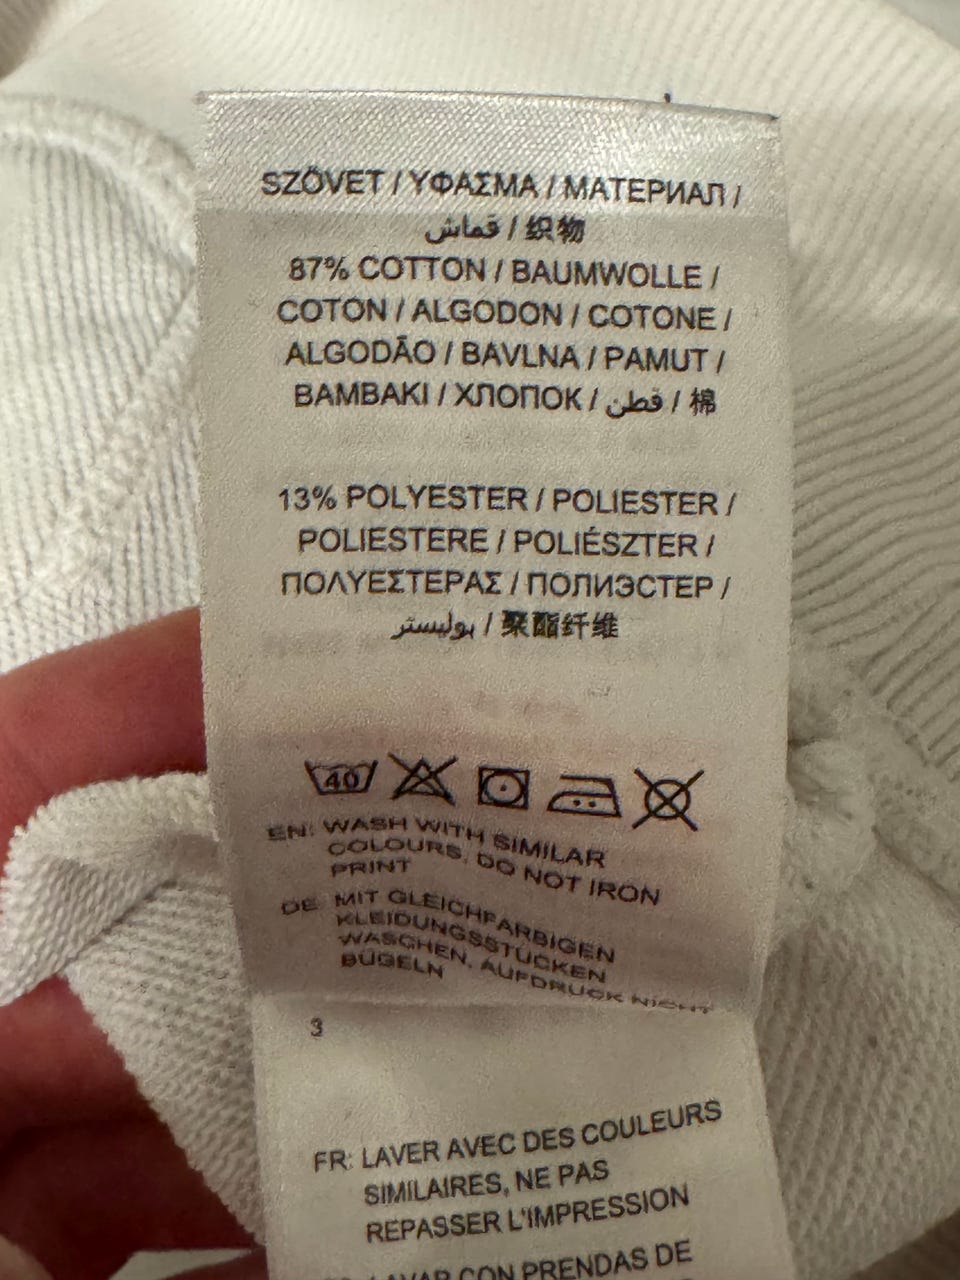 SZÖVET / ΥΦΑΣΜΑ / МАТЕРИАЛ /
قماش / 织物
87% COTTON / BAUMWOLLE /
COTON / ALGODON / COTONE /
ALGODÃO / BAVLNA / PAMUT /
BAMBAKI / ХЛОПОК / قطن / 棉
13% POLYESTER / POLIESTER /
POLIESTERE / POLIÉSZTER /
ΠΟΛΥΕΣΤΕΡΑΣ / ПОЛИЭСТЕР /
بوليستر / 聚酯纤维
40
EN: WASH WITH SIMILAR
COLOURS, DO NOT IRON
PRINT
DE MIT GLEICHFARBIGEN
KLEIDUNGSSTÜCKEN
WASCHEN, AUFDRUCK NICHT
BÜGELN
3
FR: LAVER AVEC DES COULEURS
SIMILAIRES, NE PAS
REPASSER L'IMPRESSION
LAVAR CON PRENDAS DE